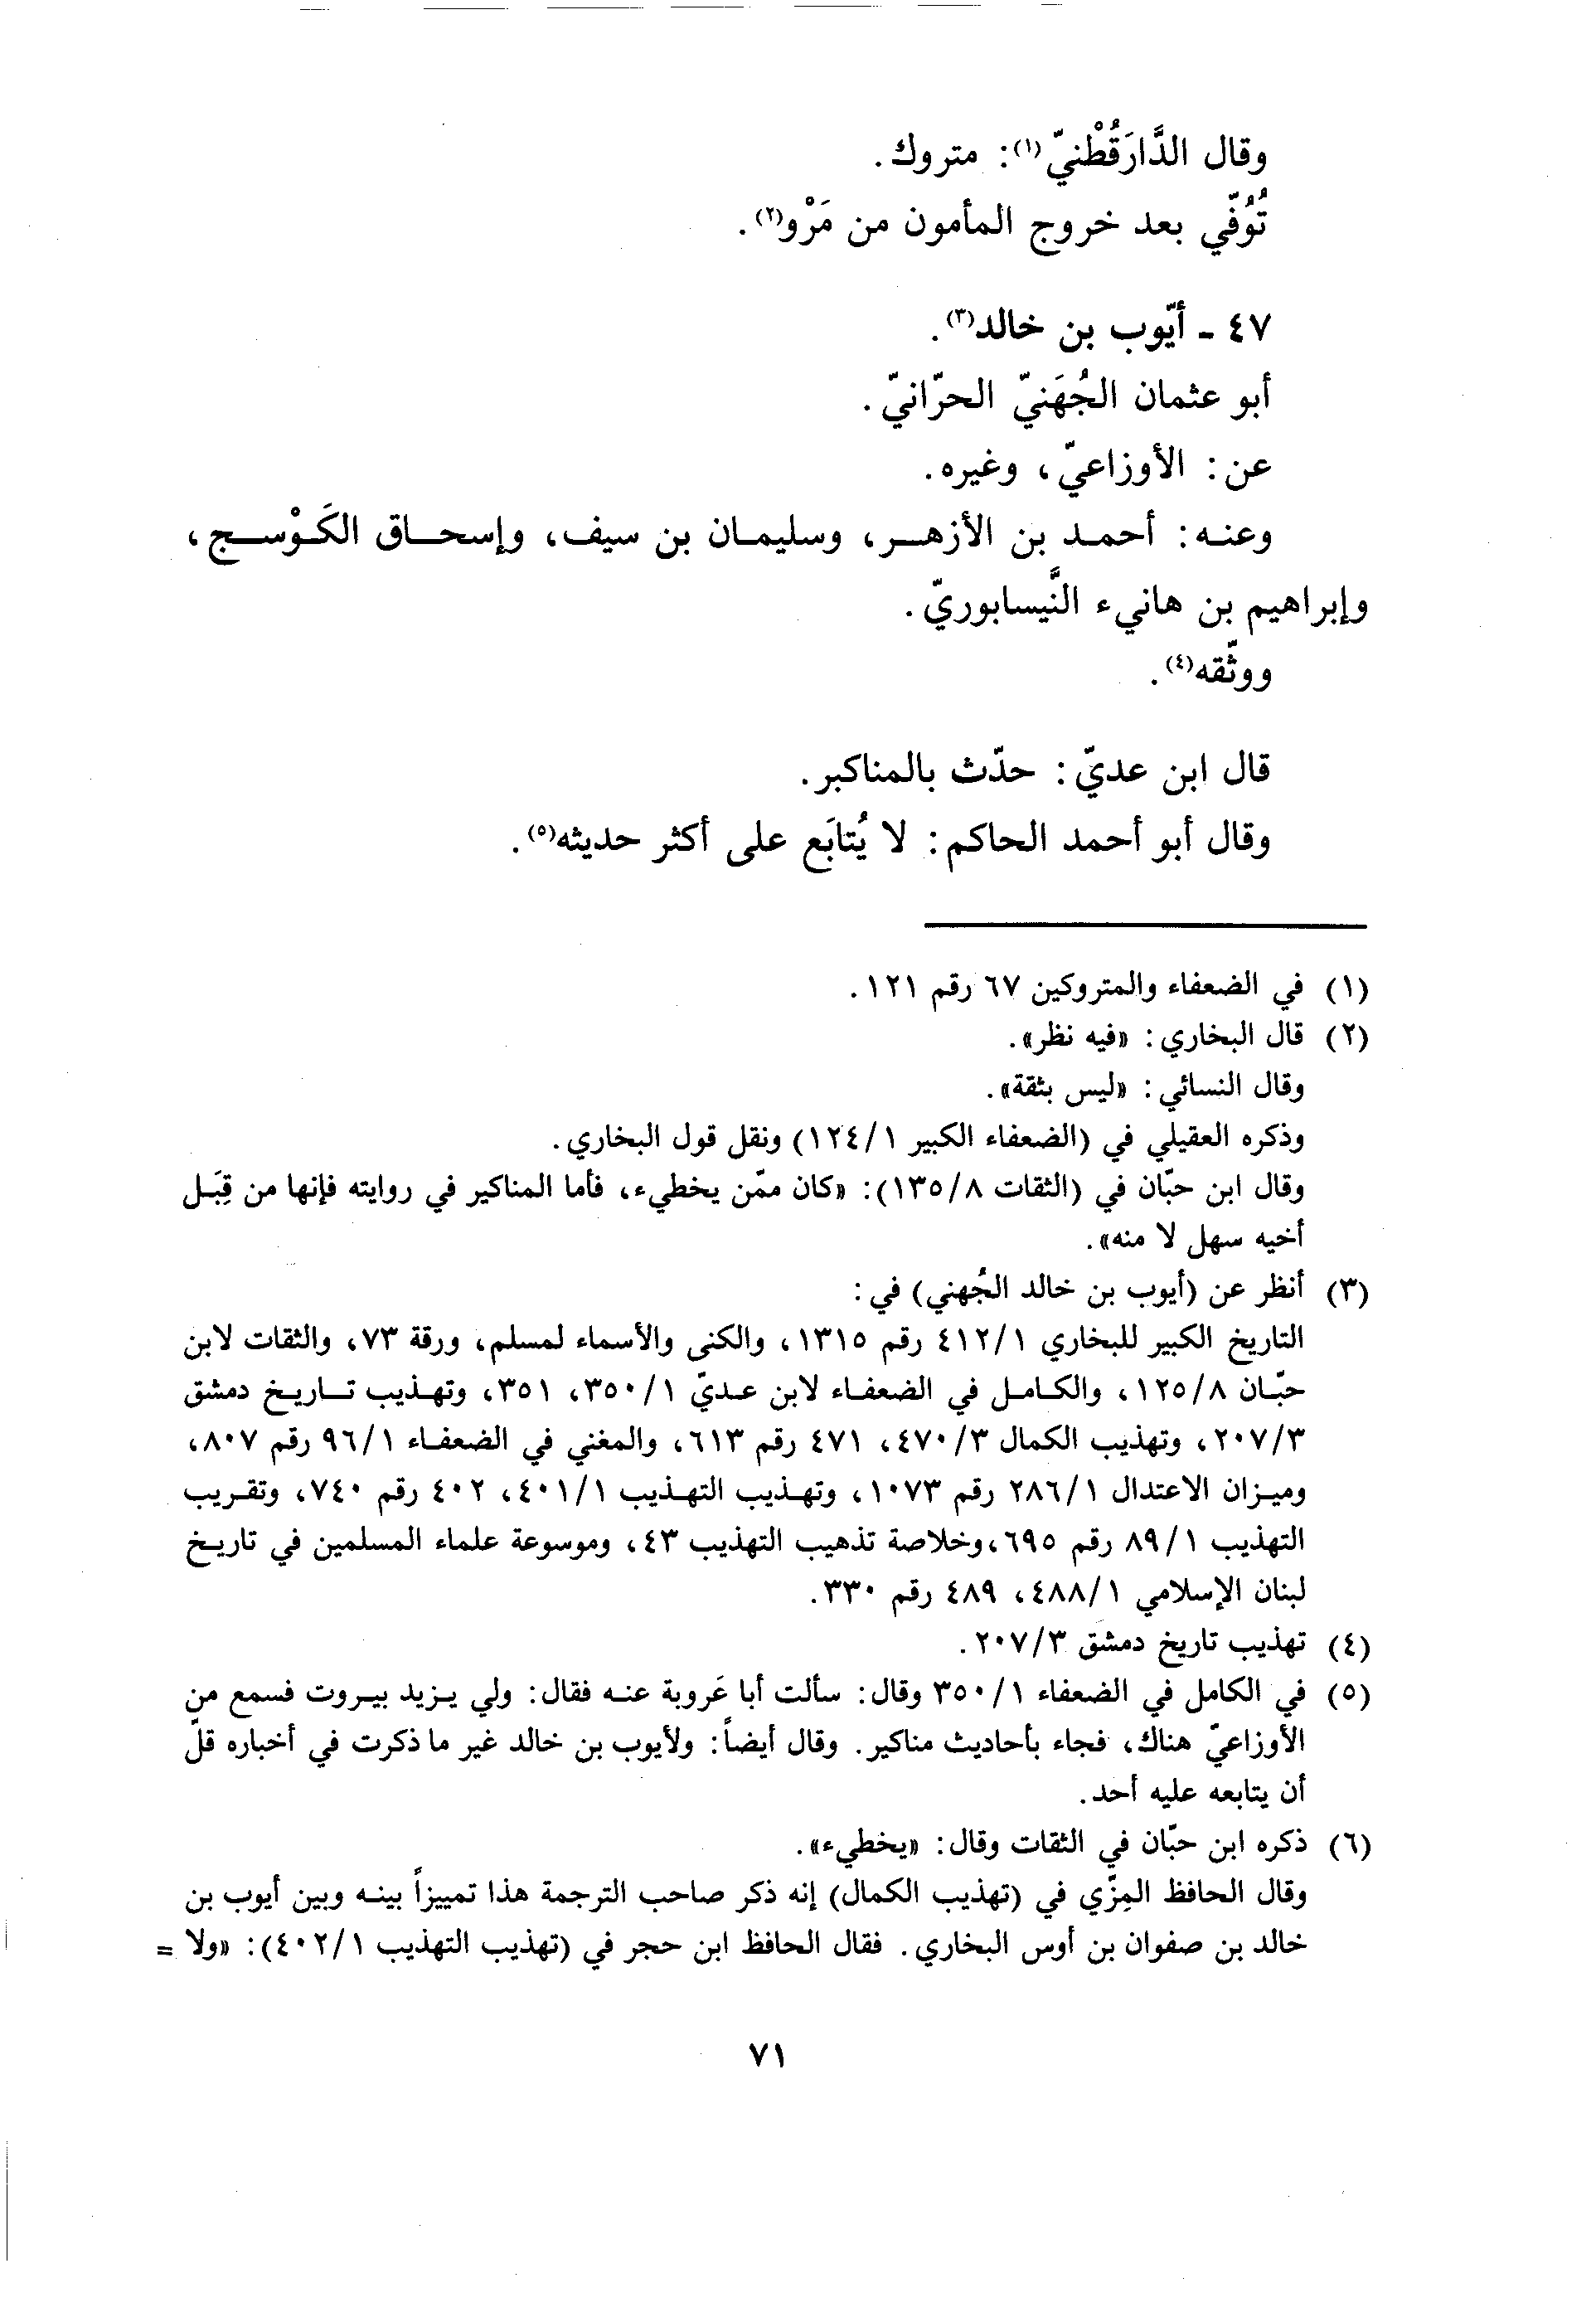 وقال الدَّارَقُطْنيّ(١): متروك.
تُوُفّي بعد خروج المأمون من مَرْو(٢).
٤٧ - أيّوب بن خالد(٣).
أبو عثمان الجُهَنيّ الحرّانيّ.
عن: الأوزاعيّ، وغيره.
وعنه: أحمد بن الأزهر، وسليمان بن سيف، وإسحاق الكَوْسج،
وإبراهيم بن هانيء النَّيسابوريّ.
ووثّقه(٤).
قال ابن عديّ: حدّث بالمناكبر.
وقال أبو أحمد الحاكم: لا يُتابَع على أكثر حديثه(٥).
(١) في الضعفاء والمتروكين ٦٧ رقم ١٢١.
(٢) قال البخاري: «فيه نظر».
وقال النسائي: «ليس بثقة».
وذكره العقيلي في (الضعفاء الكبير ١/١٢٤) ونقل قول البخاري.
وقال ابن حبّان في (الثقات ٨/١٣٥): «كان ممّن يخطيء، فأما المناكير في روايته فإنها من قِبَل
أخيه سهل لا منه».
(٣) أنظر عن (أيوب بن خالد الجُهني) في:
التاريخ الكبير للبخاري ١/٤١٢ رقم ١٣١٥، والكنى والأسماء لمسلم، ورقة ٧٣، والثقات لابن
حبّان ٨/١٢٥، والكامل في الضعفاء لابن عديّ ١/٣٥٠، ٣٥١، وتهذيب تاريخ دمشق
٣/٢٠٧، وتهذيب الكمال ٣/٤٧٠، ٤٧١ رقم ٦١٣، والمغني في الضعفاء ١/٩٦ رقم ٨٠٧،
وميزان الاعتدال ١/٢٨٦ رقم ١٠٧٣، وتهذيب التهذيب ١/٤٠١، ٤٠٢ رقم ٧٤٠، وتقريب
التهذيب ١/٨٩ رقم ٦٩٥، وخلاصة تذهيب التهذيب ٤٣، وموسوعة علماء المسلمين في تاريخ
لبنان الإسلامي ١/٤٨٨، ٤٨٩ رقم ٣٣٠.
(٤) تهذيب تاريخ دمشق ٣/٢٠٧.
(٥) في الكامل في الضعفاء ١/٣٥٠ وقال: سألت أبا عَروبة عنه فقال: ولي يزيد بيروت فسمع من
الأوزاعيّ هناك، فجاء بأحاديث مناكير. وقال أيضاً: ولأيوب بن خالد غير ما ذكرت في أخباره قلّ
أن يتابعه عليه أحد.
(٦) ذكره ابن حبّان في الثقات وقال: «يخطيء».
وقال الحافظ المِزّي في (تهذيب الكمال) إنه ذكر صاحب الترجمة هذا تمييزاً بينه وبين أيوب بن
خالد بن صفوان بن أوس البخاري. فقال الحافظ ابن حجر في (تهذيب التهذيب ١/٤٠٢): «ولا =
٧١